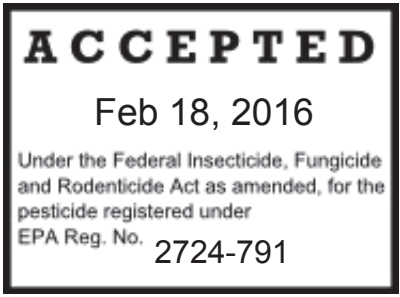 ACCEPTED
Feb 18, 2016
Under the Federal Insecticide, Fungicide
and Rodenticide Act as amended, for the
pesticide registered under
EPA Reg. No. 2724-791